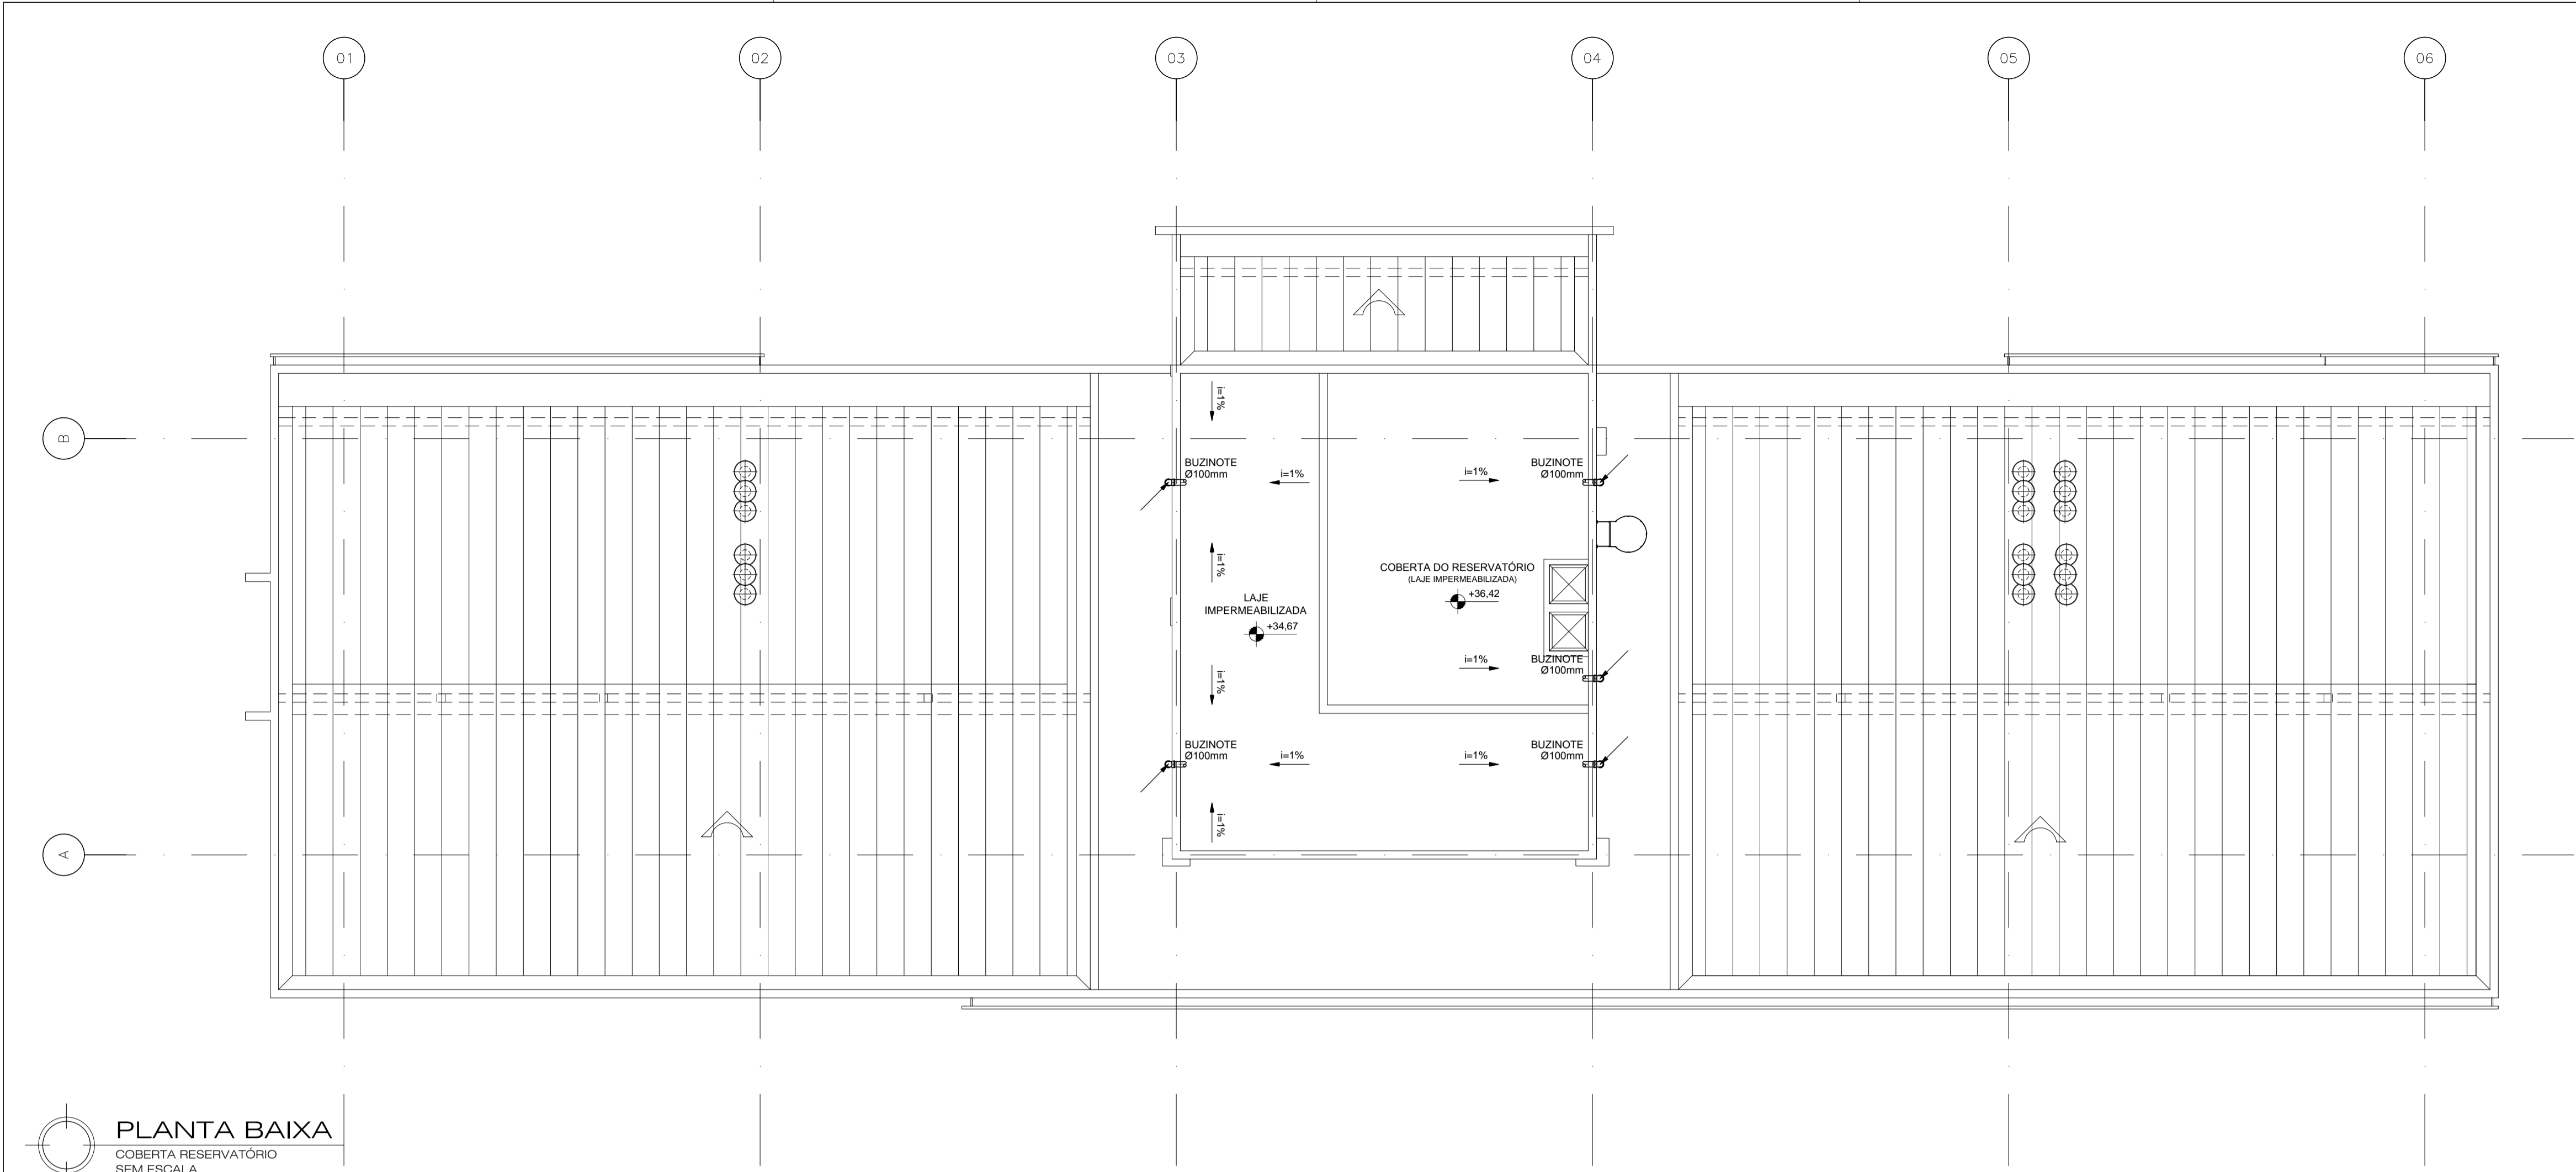 01
02
03
04
05
06
i=1%
B
BUZINOTE
Ø100mm
i=1%
i=1%
BUZINOTE
Ø100mm
i=1%
COBERTA DO RESERVATÓRIO
(LAJE IMPERMEABILIZADA)
+36,42
LAJE
IMPERMEABILIZADA
+34,67
i=1%
i=1%
BUZINOTE
Ø100mm
BUZINOTE
Ø100mm
i=1%
i=1%
BUZINOTE
Ø100mm
i=1%
A
PLANTA BAIXA
COBERTA RESERVATÓRIO
SEM ESCALA